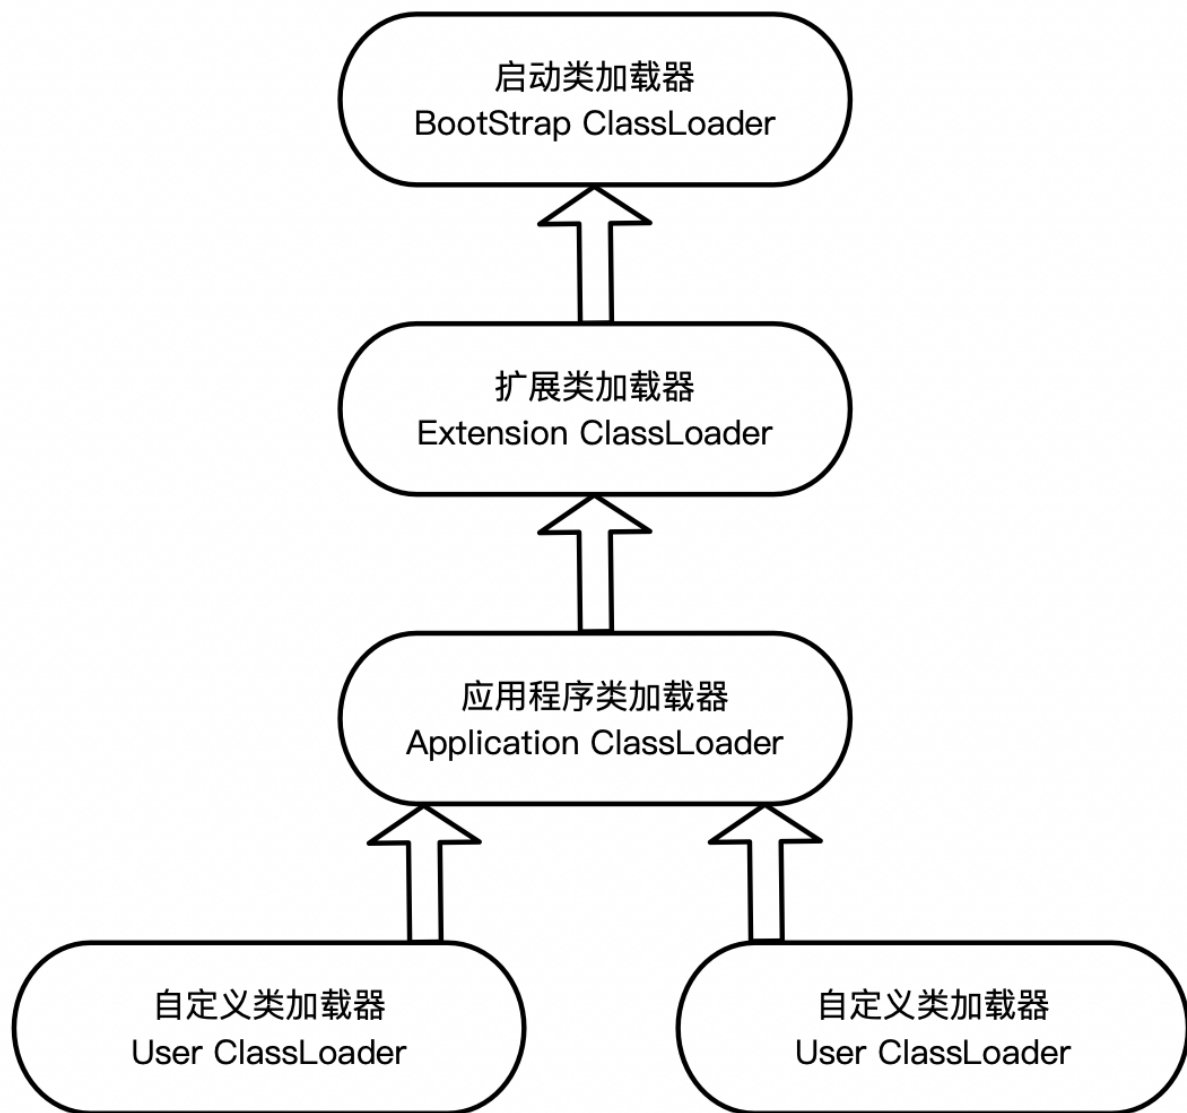 启动类加载器
BootStrap ClassLoader
扩展类加载器
Extension ClassLoader
应用程序类加载器
Application ClassLoader
自定义类加载器
User ClassLoader
自定义类加载器
User ClassLoader